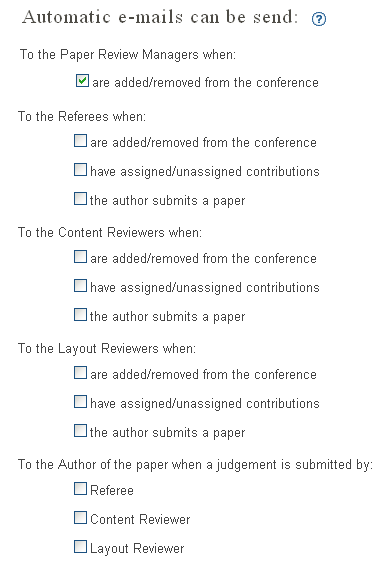 Automatic e-mails can be send: ?
To the Paper Review Managers when:
are added/removed from the conference
To the Referees when:
are added/removed from the conference
have assigned/unassigned contributions
the author submits a paper
To the Content Reviewers when:
are added/removed from the conference
have assigned/unassigned contributions
the author submits a paper
To the Layout Reviewers when:
are added/removed from the conference
have assigned/unassigned contributions
the author submits a paper
To the Author of the paper when a judgement is submitted by:
Referee
Content Reviewer
Layout Reviewer